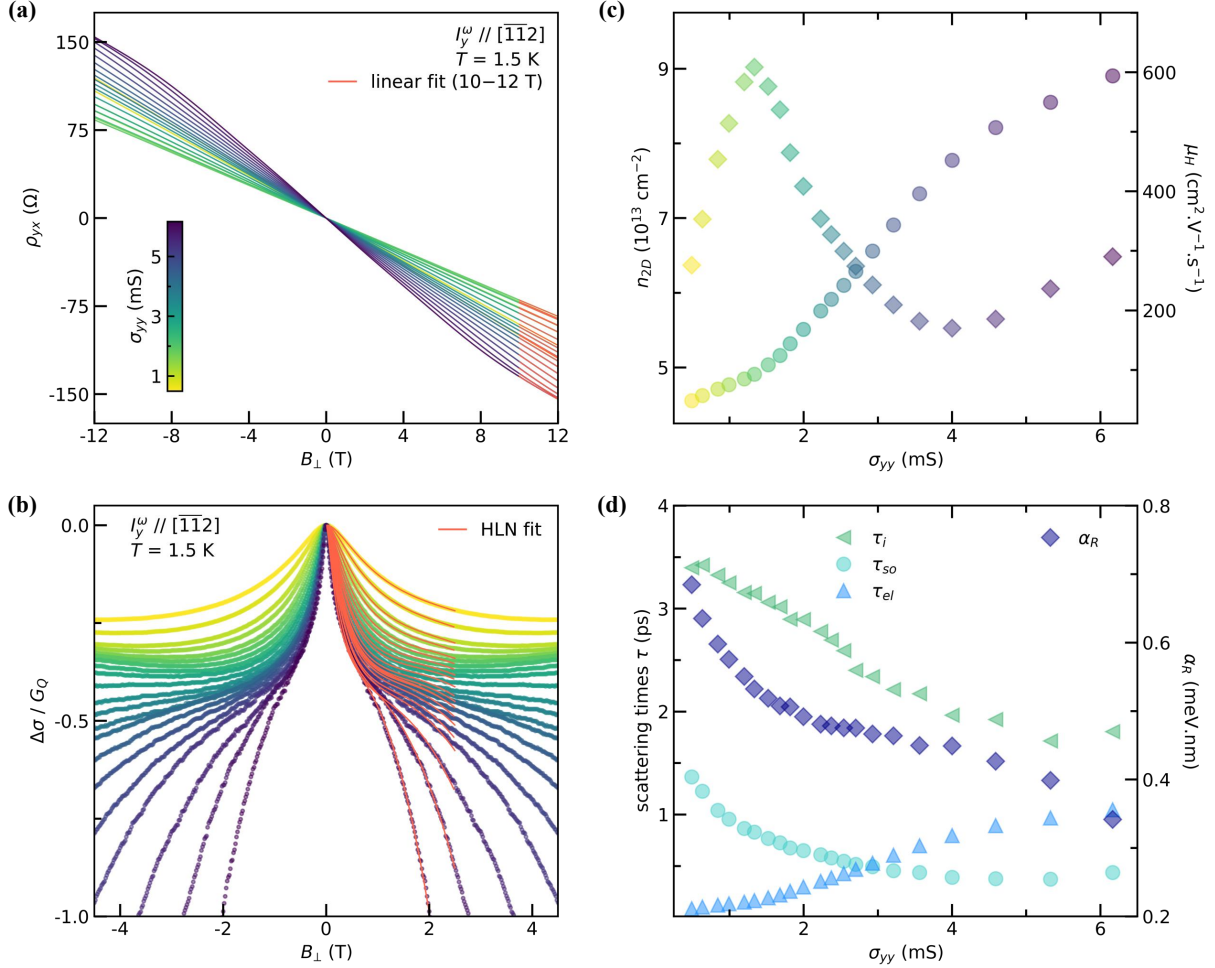 (a)
I_y^ω // [1̅1̅2]
T = 1.5 K
linear fit (10−12 T)
ρ_yx (Ω)
150
75
0
-75
-150
σ_yy (mS)
5
3
1
-12 -8 -4 0 4 8 12
B_⊥ (T)
(c)
n_2D (10^13 cm^−2)
9
7
5
μ_H (cm^2.V^−1.s^−1)
600
400
200
2 4 6
σ_yy (mS)
(b)
I_y^ω // [1̅1̅2]
T = 1.5 K
HLN fit
Δσ / G_Q
0.0
-0.5
-1.0
-4 -2 0 2 4
B_⊥ (T)
(d)
τ_i
τ_so
τ_el
α_R
scattering times τ (ps)
4
3
2
1
α_R (meV.nm)
0.8
0.6
0.4
0.2
2 4 6
σ_yy (mS)